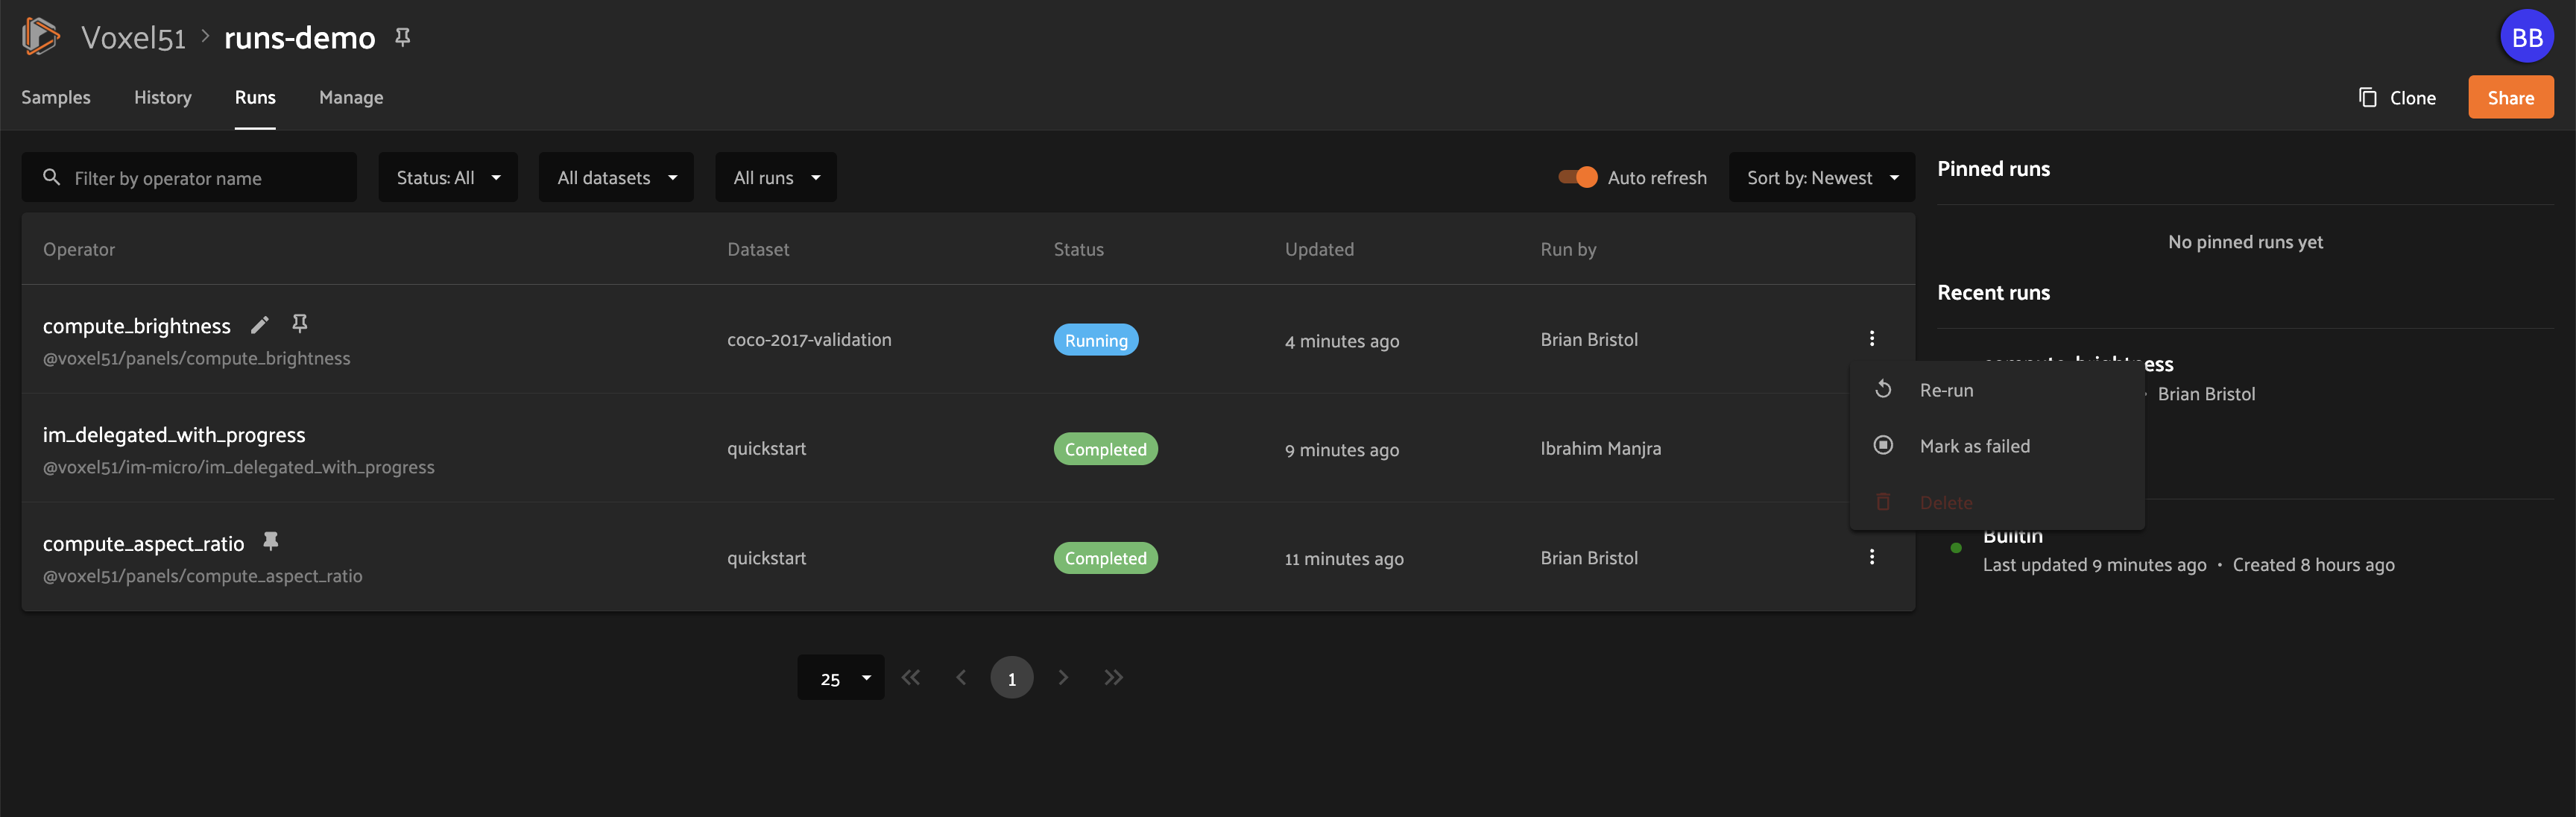 Voxel51 > runs-demo
BB
Samples History Runs Manage
Clone Share
Filter by operator name
Status: All
All datasets
All runs
Auto refresh
Sort by: Newest
Operator Dataset Status Updated Run by
compute_brightness
@voxel51/panels/compute_brightness
coco-2017-validation Running 4 minutes ago Brian Bristol
im_delegated_with_progress
@voxel51/im-micro/im_delegated_with_progress
quickstart Completed 9 minutes ago Ibrahim Manjra
compute_aspect_ratio
@voxel51/panels/compute_aspect_ratio
quickstart Completed 11 minutes ago Brian Bristol
25
1
Pinned runs
No pinned runs yet
Recent runs
compute_brightness
Brian Bristol
Re-run
Mark as failed
Delete
Builtin
Last updated 9 minutes ago • Created 8 hours ago